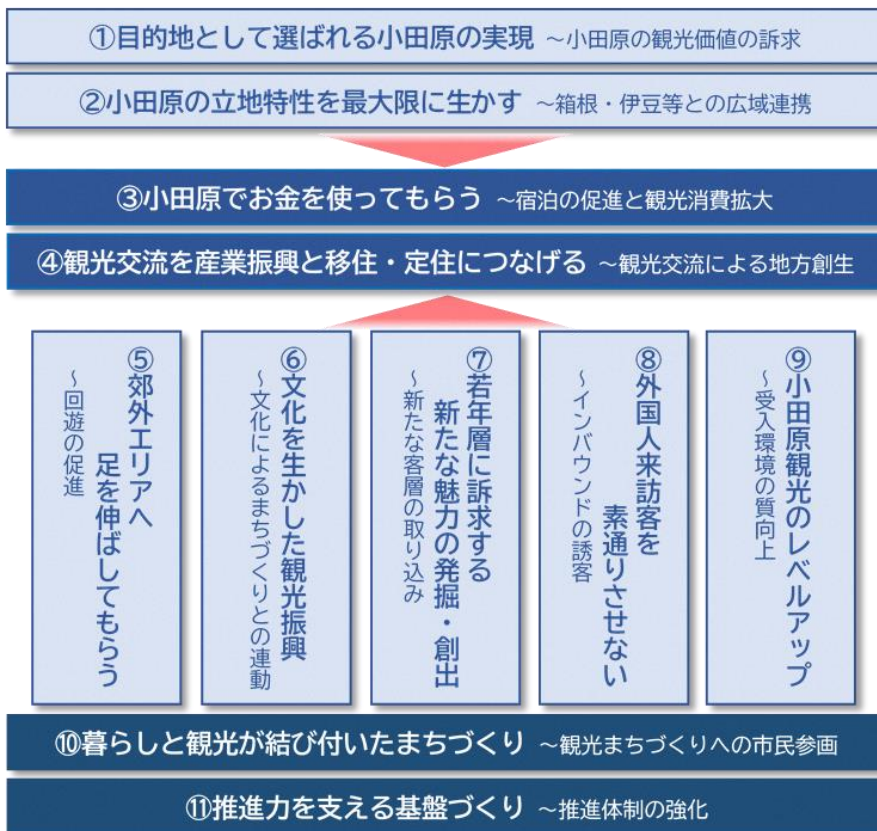 ①目的地として選ばれる小田原の実現 ～小田原の観光価値の訴求
②小田原の立地特性を最大限に生かす ～箱根・伊豆等との広域連携
③小田原でお金を使ってもらう ～宿泊の促進と観光消費拡大
④観光交流を産業振興と移住・定住につなげる ～観光交流による地方創生
⑤郊外エリアへ
足を伸ばしてもらう
～回遊の促進
⑥文化を生かした観光振興
～文化によるまちづくりとの連動
⑦若年層に訴求する
新たな魅力の発掘・創出
～新たな客層の取り込み
⑧外国人来訪客を
素通りさせない
～インバウンドの誘客
⑨小田原観光のレベルアップ
～受入環境の質向上
⑩暮らしと観光が結び付いたまちづくり ～観光まちづくりへの市民参画
⑪推進力を支える基盤づくり ～推進体制の強化